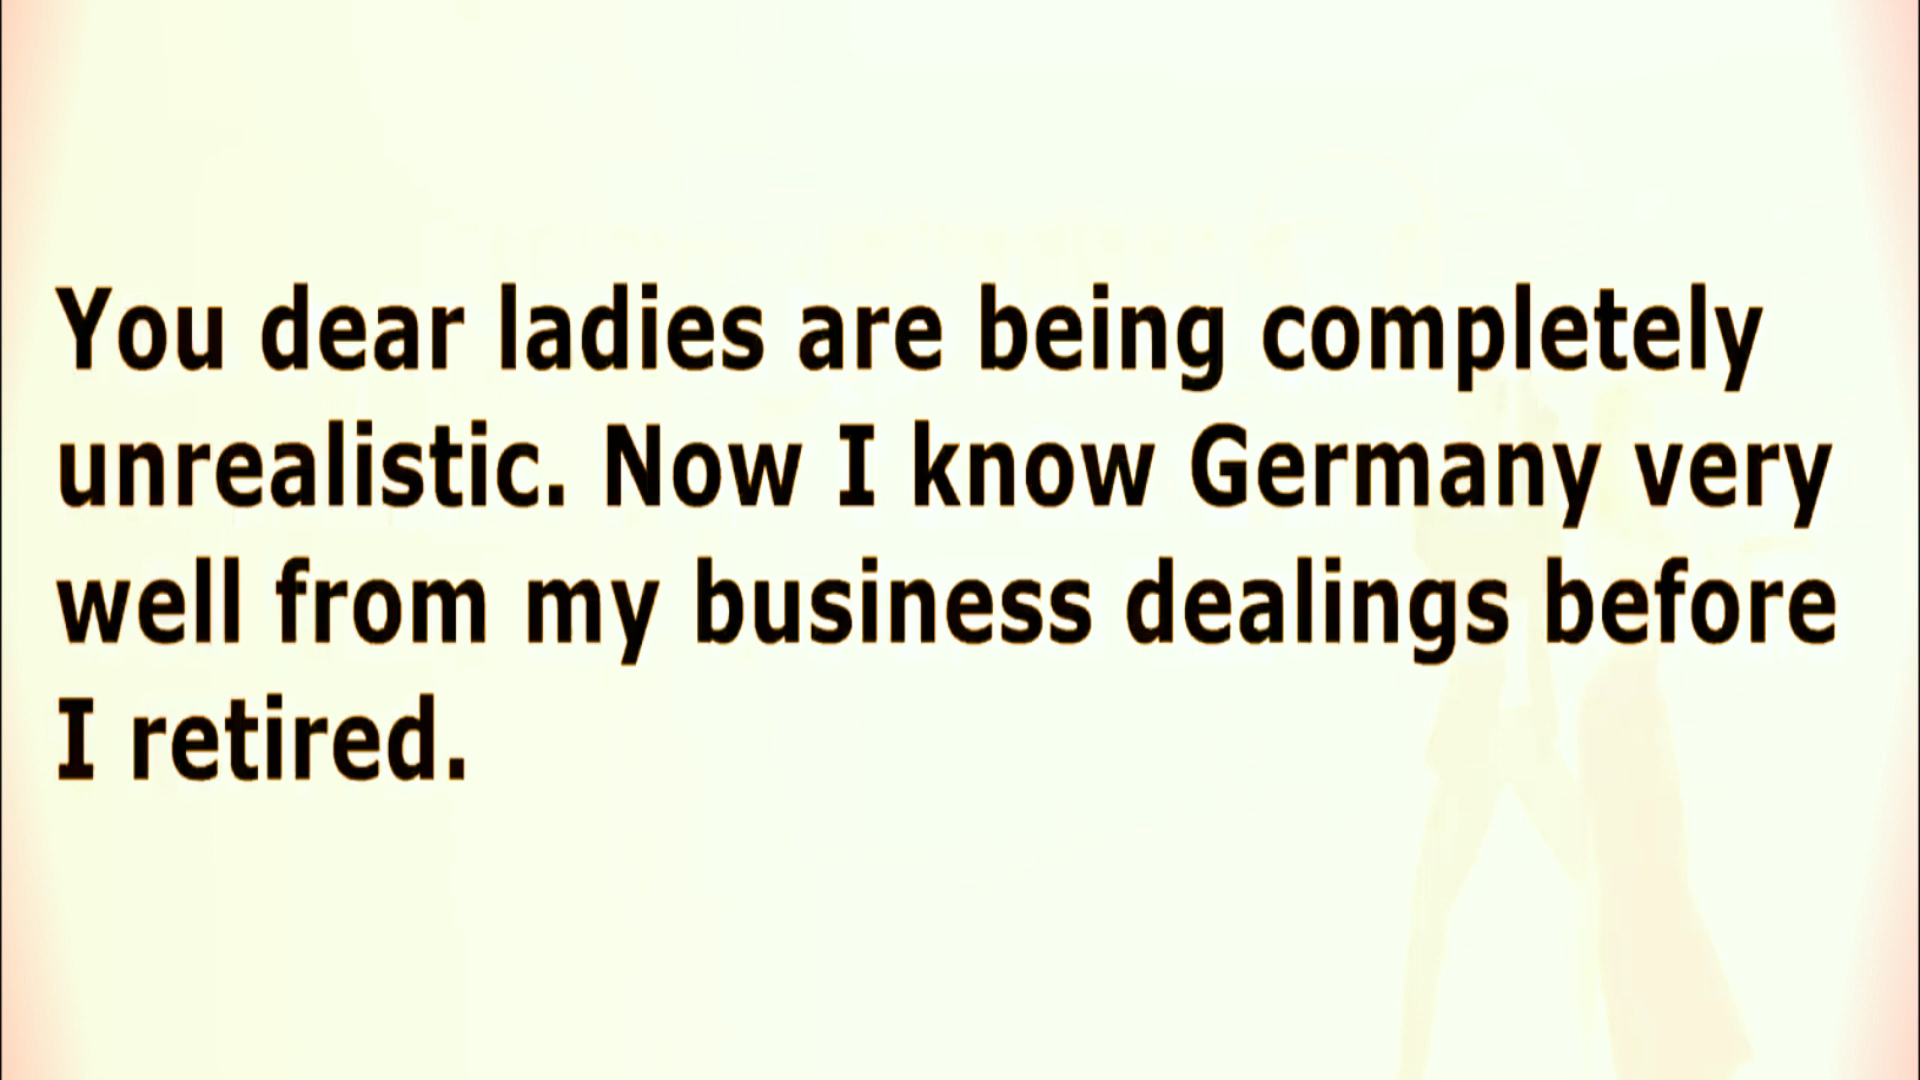 You dear ladies are being completely
unrealistic. Now I know Germany very
well from my business dealings before
I retired.